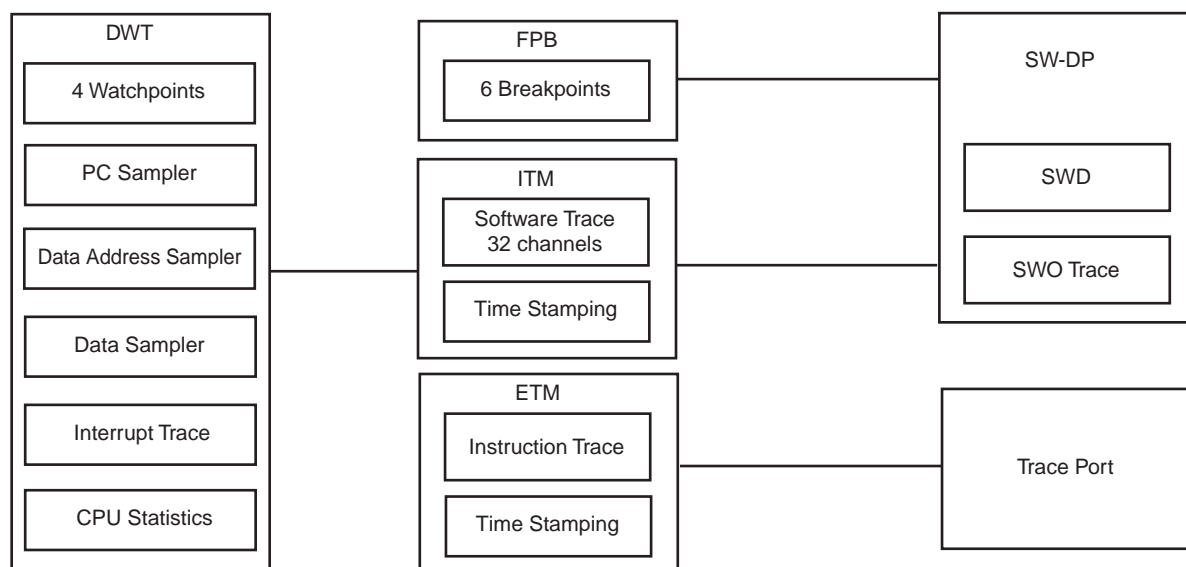 DWT
4 Watchpoints
PC Sampler
Data Address Sampler
Data Sampler
Interrupt Trace
CPU Statistics
FPB
6 Breakpoints
ITM
Software Trace
32 channels
Time Stamping
ETM
Instruction Trace
Time Stamping
SW-DP
SWD
SWO Trace
Trace Port